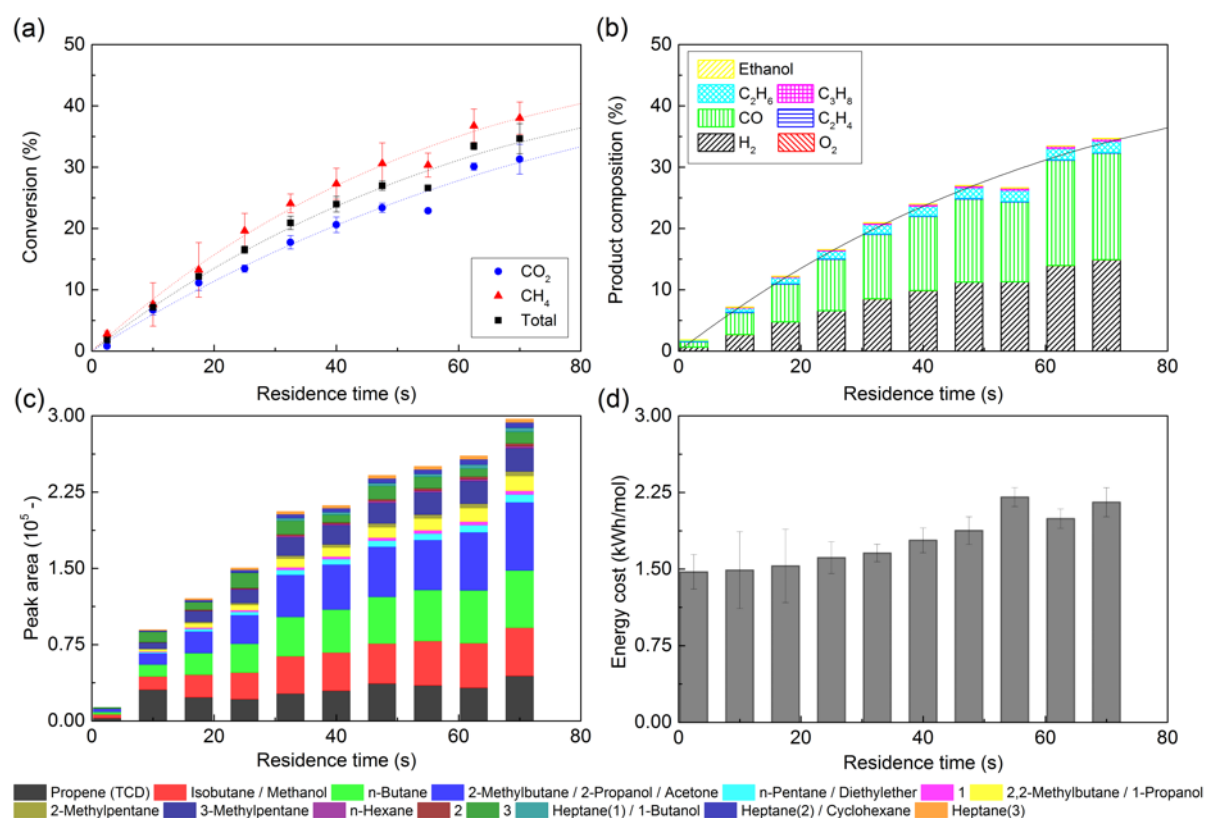 (a)
50
40
30
20
10
0
Conversion (%)
CO₂
CH₄
Total
0 20 40 60 80
Residence time (s)
(b)
50
40
30
20
10
0
Product composition (%)
Ethanol
C₂H₆ C₃H₈
CO C₂H₄
H₂ O₂
0 20 40 60 80
Residence time (s)
(c)
3.00
2.25
1.50
0.75
0.00
Peak area (10⁵ -)
0 20 40 60 80
Residence time (s)
(d)
3.00
2.25
1.50
0.75
0.00
Energy cost (kWh/mol)
0 20 40 60 80
Residence time (s)
Propene (TCD) Isobutane / Methanol n-Butane 2-Methylbutane / 2-Propanol / Acetone n-Pentane / Diethylether 1 2,2-Methylbutane / 1-Propanol
2-Methylpentane 3-Methylpentane n-Hexane 2 3 Heptane(1) / 1-Butanol Heptane(2) / Cyclohexane Heptane(3)